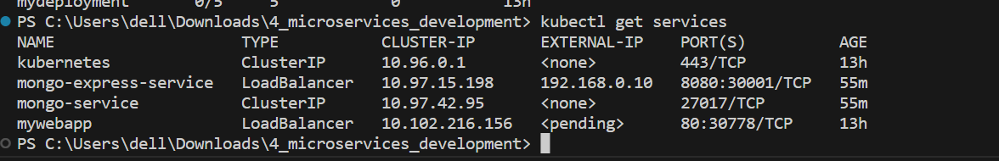 mydeployment 0/5 5 0 13h
PS C:\Users\dell\Downloads\4_microservices_development> kubectl get services
NAME TYPE CLUSTER-IP EXTERNAL-IP PORT(S) AGE
kubernetes ClusterIP 10.96.0.1 <none> 443/TCP 13h
mongo-express-service LoadBalancer 10.97.15.198 192.168.0.10 8080:30001/TCP 55m
mongo-service ClusterIP 10.97.42.95 <none> 27017/TCP 55m
mywebapp LoadBalancer 10.102.216.156 <pending> 80:30778/TCP 13h
PS C:\Users\dell\Downloads\4_microservices_development>